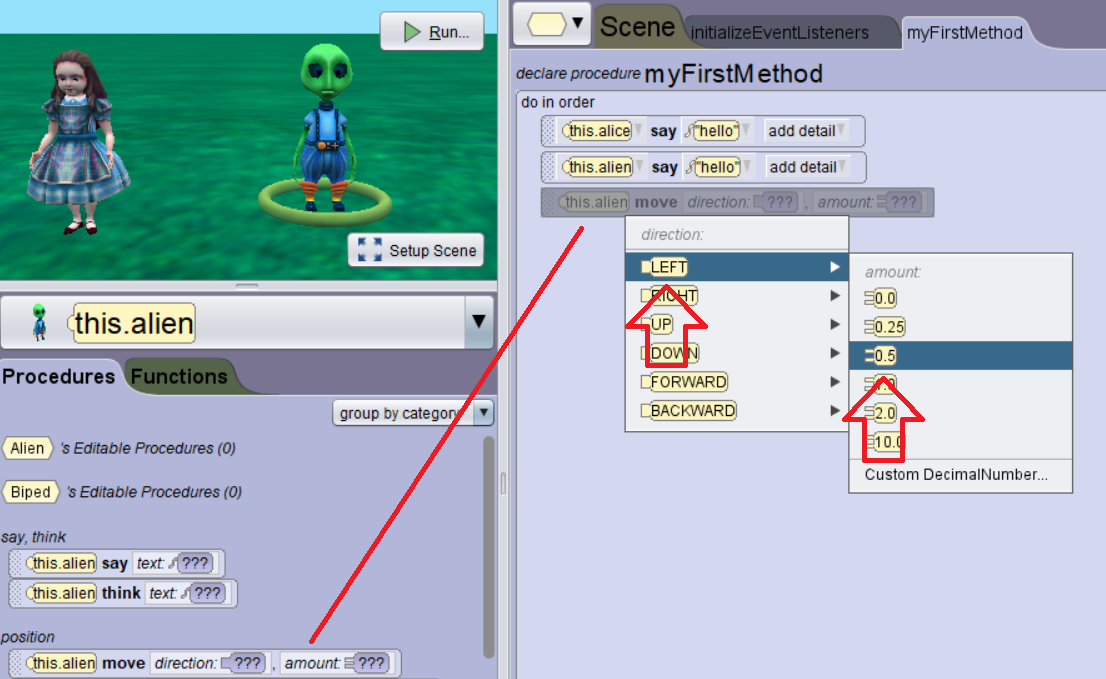 Run...
Setup Scene
this.alien
Procedures Functions
group by category
Alien 's Editable Procedures (0)
Biped 's Editable Procedures (0)
say, think
this.alien say text: ???
this.alien think text: ???
position
this.alien move direction: ??? , amount: ???
Scene initializeEventListeners myFirstMethod
declare procedure myFirstMethod
do in order
this.alice say "hello" add detail
this.alien say "hello" add detail
this.alien move direction: ??? , amount: ???
direction:
LEFT
RIGHT
UP
DOWN
FORWARD
BACKWARD
amount:
0.0
0.25
0.5
1.0
2.0
10.0
Custom DecimalNumber...